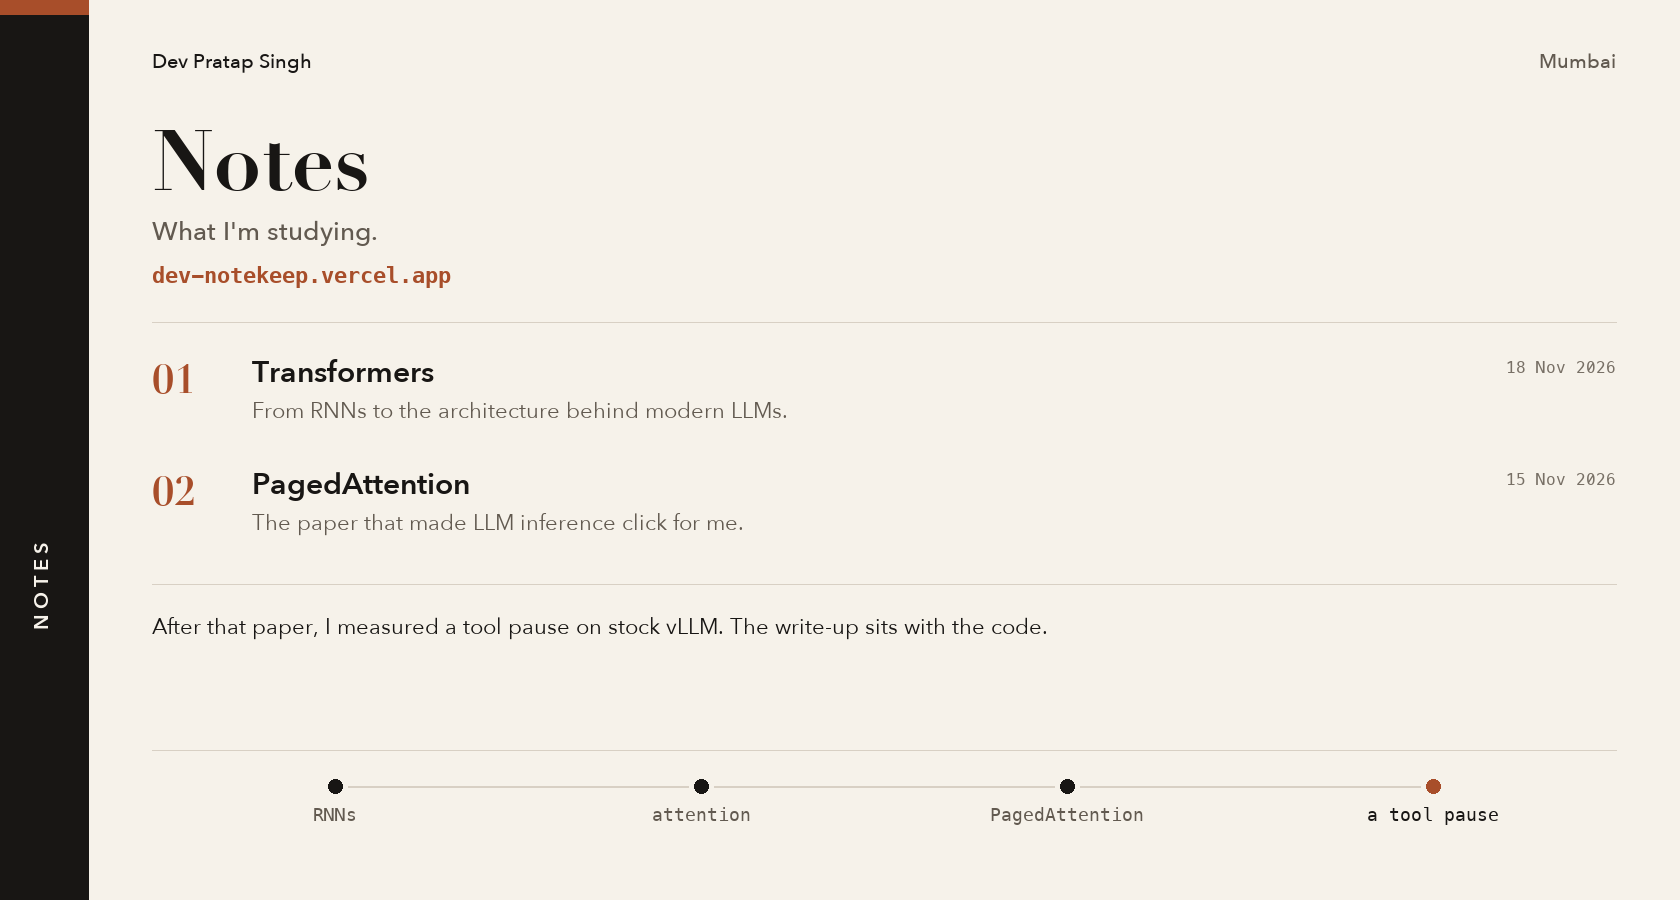 Dev Pratap Singh
Mumbai
Notes
What I'm studying.
dev-notekeep.vercel.app
01
Transformers
18 Nov 2026
From RNNs to the architecture behind modern LLMs.
02
PagedAttention
15 Nov 2026
The paper that made LLM inference click for me.
NOTES
After that paper, I measured a tool pause on stock vLLM. The write-up sits with the code.
RNNs
attention
PagedAttention
a tool pause